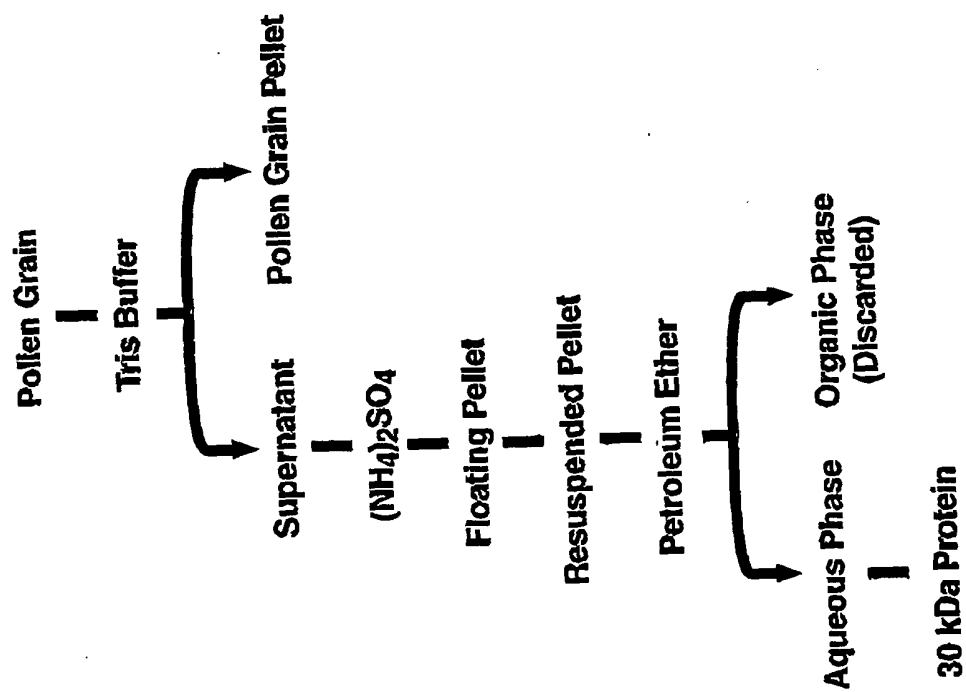 Pollen Grain
Tris Buffer
Supernatant
Pollen Grain Pellet
(NH4)2SO4
Floating Pellet
Resuspended Pellet
Petroleum Ether
Aqueous Phase
Organic Phase
(Discarded)
30 kDa Protein